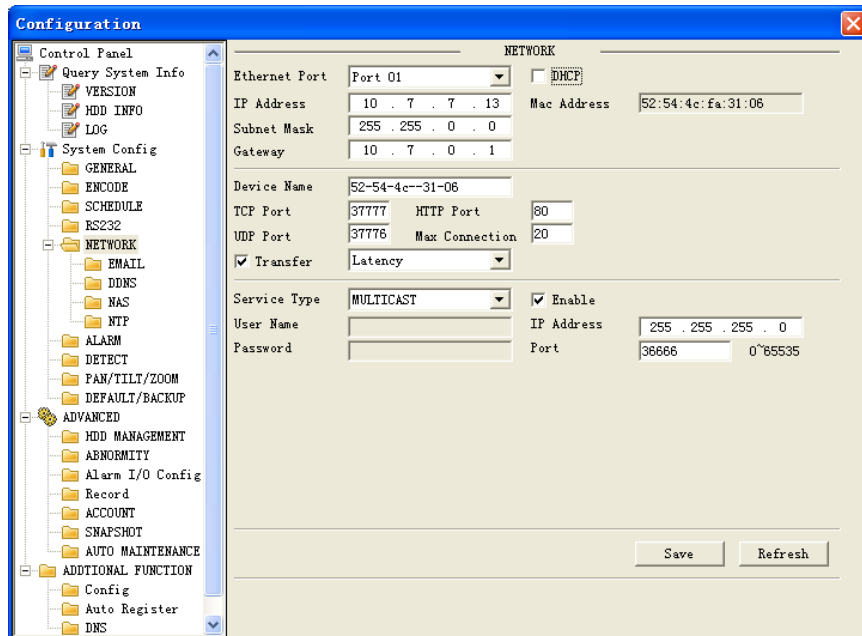 Configuration
Control Panel
Query System Info
VERSION
HDD INFO
LOG
System Config
GENERAL
ENCODE
SCHEDULE
RS232
NETWORK
EMAIL
DDNS
NAS
NTP
ALARM
DETECT
PAN/TILT/ZOOM
DEFAULT/BACKUP
ADVANCED
HDD MANAGEMENT
ABNORMITY
Alarm I/O Config
Record
ACCOUNT
SNAPSHOT
AUTO MAINTENANCE
ADDTIONAL FUNCTION
Config
Auto Register
DNS
NETWORK
Ethernet Port Port 01 DHCP
IP Address 10 . 7 . 7 . 13 Mac Address 52:54:4c:fa:31:06
Subnet Mask 255 . 255 . 0 . 0
Gateway 10 . 7 . 0 . 1
Device Name 52-54-4c--31-06
TCP Port 37777 HTTP Port 80
UDP Port 37776 Max Connection 20
Transfer Latency
Service Type MULTICAST Enable
User Name IP Address 255 . 255 . 255 . 0
Password Port 36666 0~65535
Save Refresh